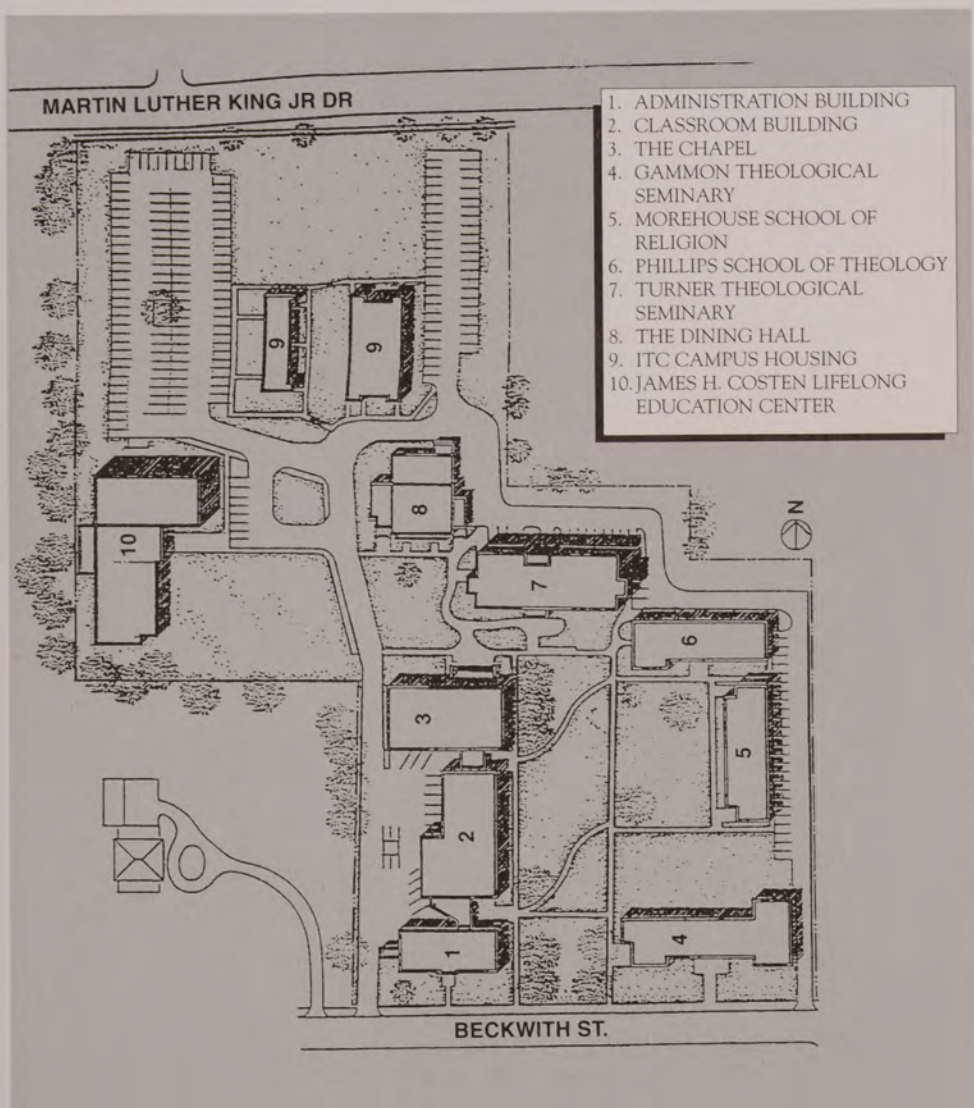 MARTIN LUTHER KING JR DR
1. ADMINISTRATION BUILDING
2. CLASSROOM BUILDING
3. THE CHAPEL
4. GAMMON THEOLOGICAL
SEMINARY
5. MOREHOUSE SCHOOL OF
RELIGION
6. PHILLIPS SCHOOL OF THEOLOGY
7. TURNER THEOLOGICAL
SEMINARY
8. THE DINING HALL
9. ITC CAMPUS HOUSING
10. JAMES H. COSTEN LIFELONG
EDUCATION CENTER
9
9
8
10
N
7
6
3
5
2
1
4
BECKWITH ST.